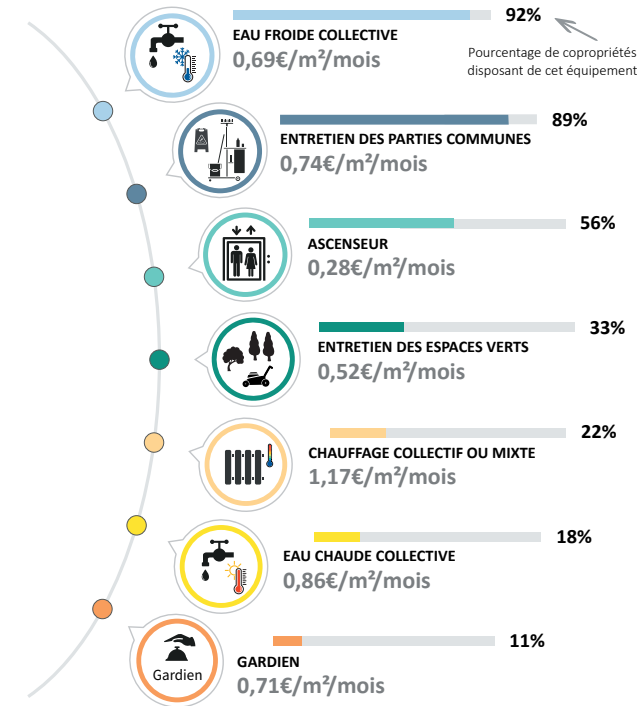 92%
EAU FROIDE COLLECTIVE
0,69€/m²/mois
Pourcentage de copropriétés
disposant de cet équipement
89%
ENTRETIEN DES PARTIES COMMUNES
0,74€/m²/mois
56%
ASCENSEUR
0,28€/m²/mois
33%
ENTRETIEN DES ESPACES VERTS
0,52€/m²/mois
22%
CHAUFFAGE COLLECTIF OU MIXTE
1,17€/m²/mois
18%
EAU CHAUDE COLLECTIVE
0,86€/m²/mois
11%
Gardien
GARDIEN
0,71€/m²/mois